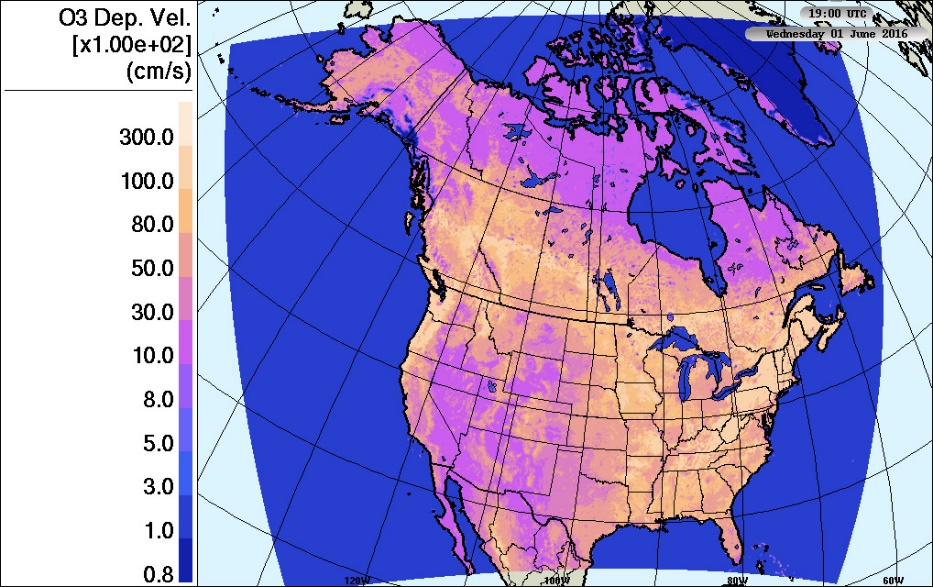 O3 Dep. Vel.
[x1.00e+02]
(cm/s)
300.0
100.0
80.0
50.0
30.0
10.0
8.0
5.0
3.0
1.0
0.8
19:00 UTC
Wednesday 01 June 2016
120W
100W
80W
60W